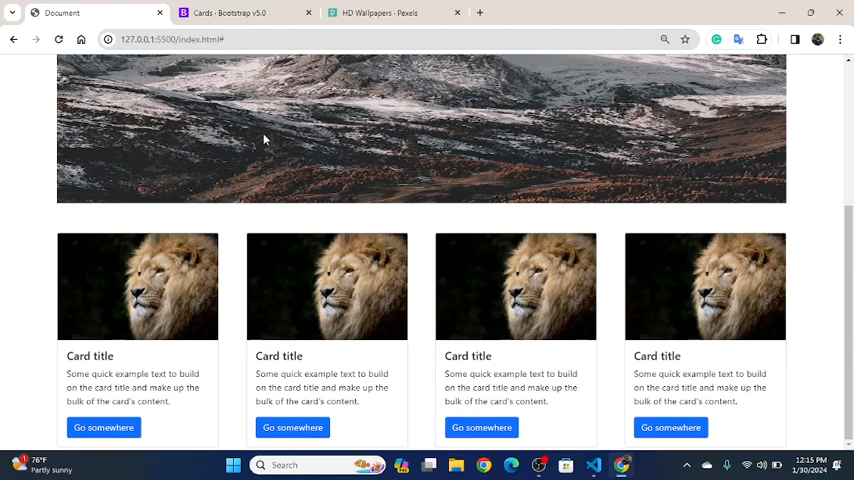 Document
Cards · Bootstrap v5.0
HD Wallpapers - Pexels
127.0.0.1:5500/index.html#
Card title
Some quick example text to build
on the card title and make up the
bulk of the card's content.
Go somewhere
Card title
Some quick example text to build
on the card title and make up the
bulk of the card's content.
Go somewhere
Card title
Some quick example text to build
on the card title and make up the
bulk of the card's content.
Go somewhere
Card title
Some quick example text to build
on the card title and make up the
bulk of the card's content.
Go somewhere
1
76°F
Partly sunny
Search
12:15 PM
1/30/2024